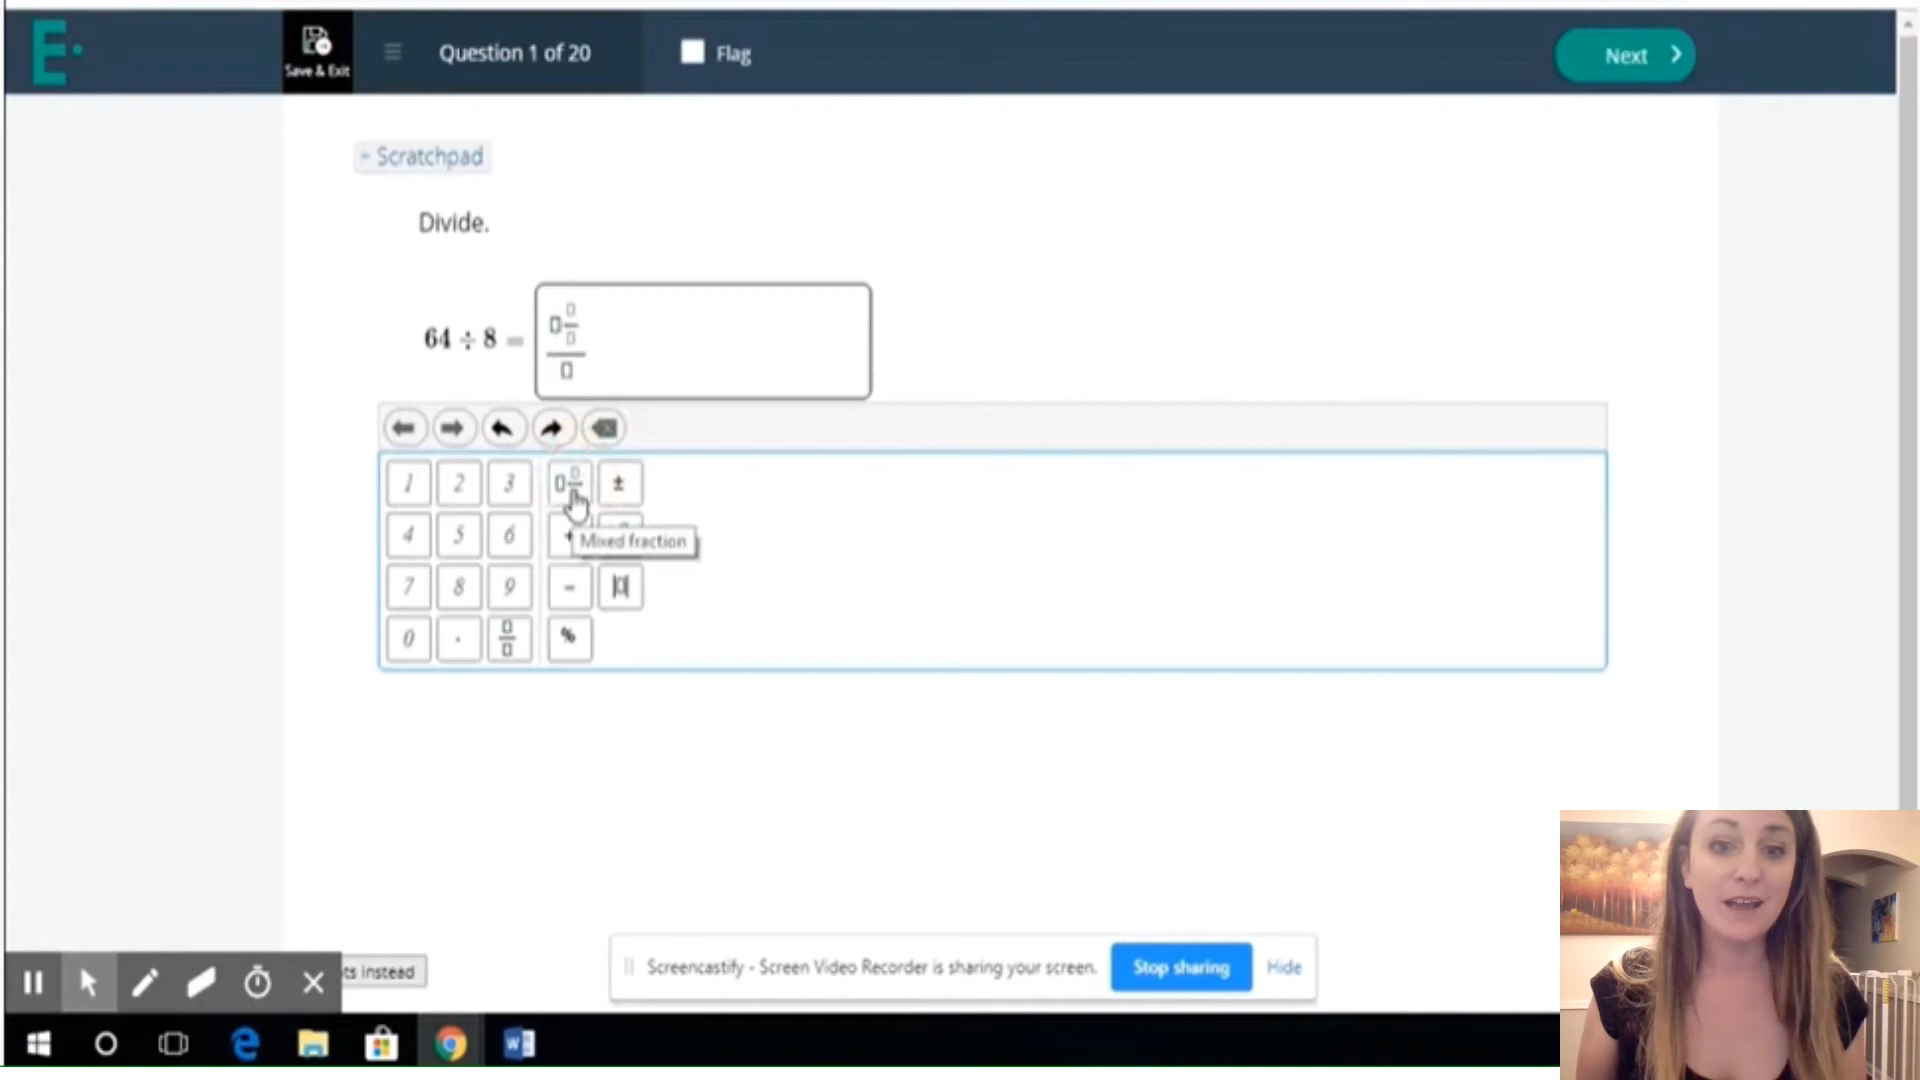 E
Save & Exit
Question 1 of 20
Flag
Next
Scratchpad
Divide.
64 ÷ 8 =
1 2 3 ±
4 5 6 +
Mixed fraction
7 8 9 -
0 . %
ts instead
Screencastify - Screen Video Recorder is sharing your screen.
Stop sharing
Hide
W